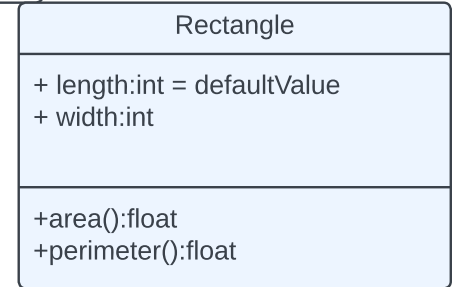 Rectangle
+ length:int = defaultValue
+ width:int
+area():float
+perimeter():float